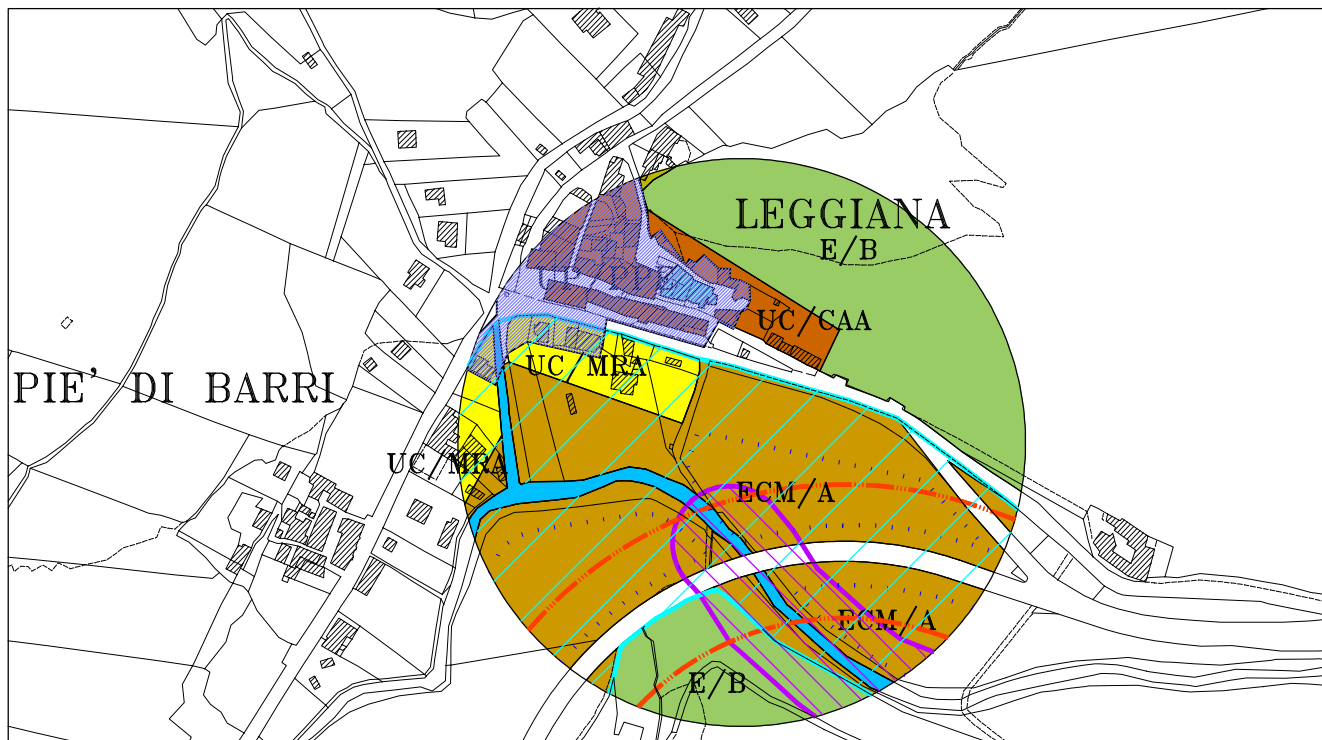 LEGGIANA
E/B
UC/CAA
UC/MRA
PIE' DI BARRI
UC/MRA
ECM/A
ECM/A
E/B